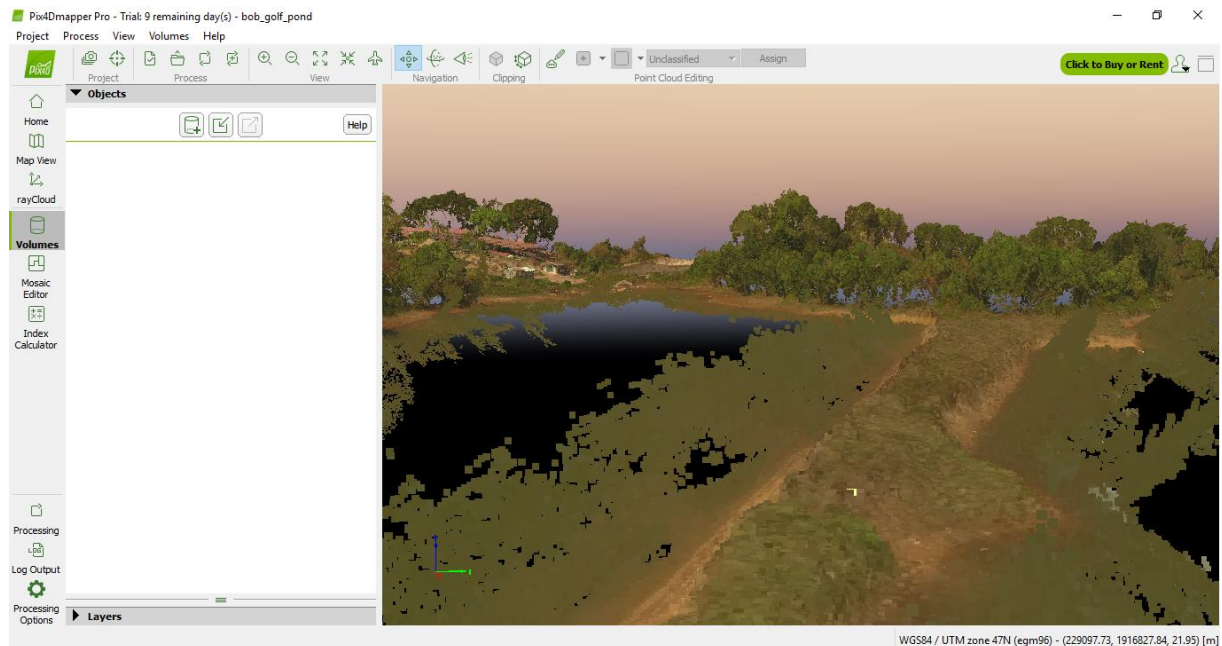 Pix4Dmapper Pro - Trial: 9 remaining day(s) - bob_golf_pond
Project Process View Volumes Help
PIX4D
Project Process View Navigation Clipping Point Cloud Editing
Unclassified Assign
Click to Buy or Rent
Objects
Help
Home
Map View
rayCloud
Volumes
Mosaic
Editor
Index
Calculator
Processing
LOG
Log Output
Processing
Options
Layers
WGS84 / UTM zone 47N (egm96) - (229097.73, 1916827.84, 21.95) [m]